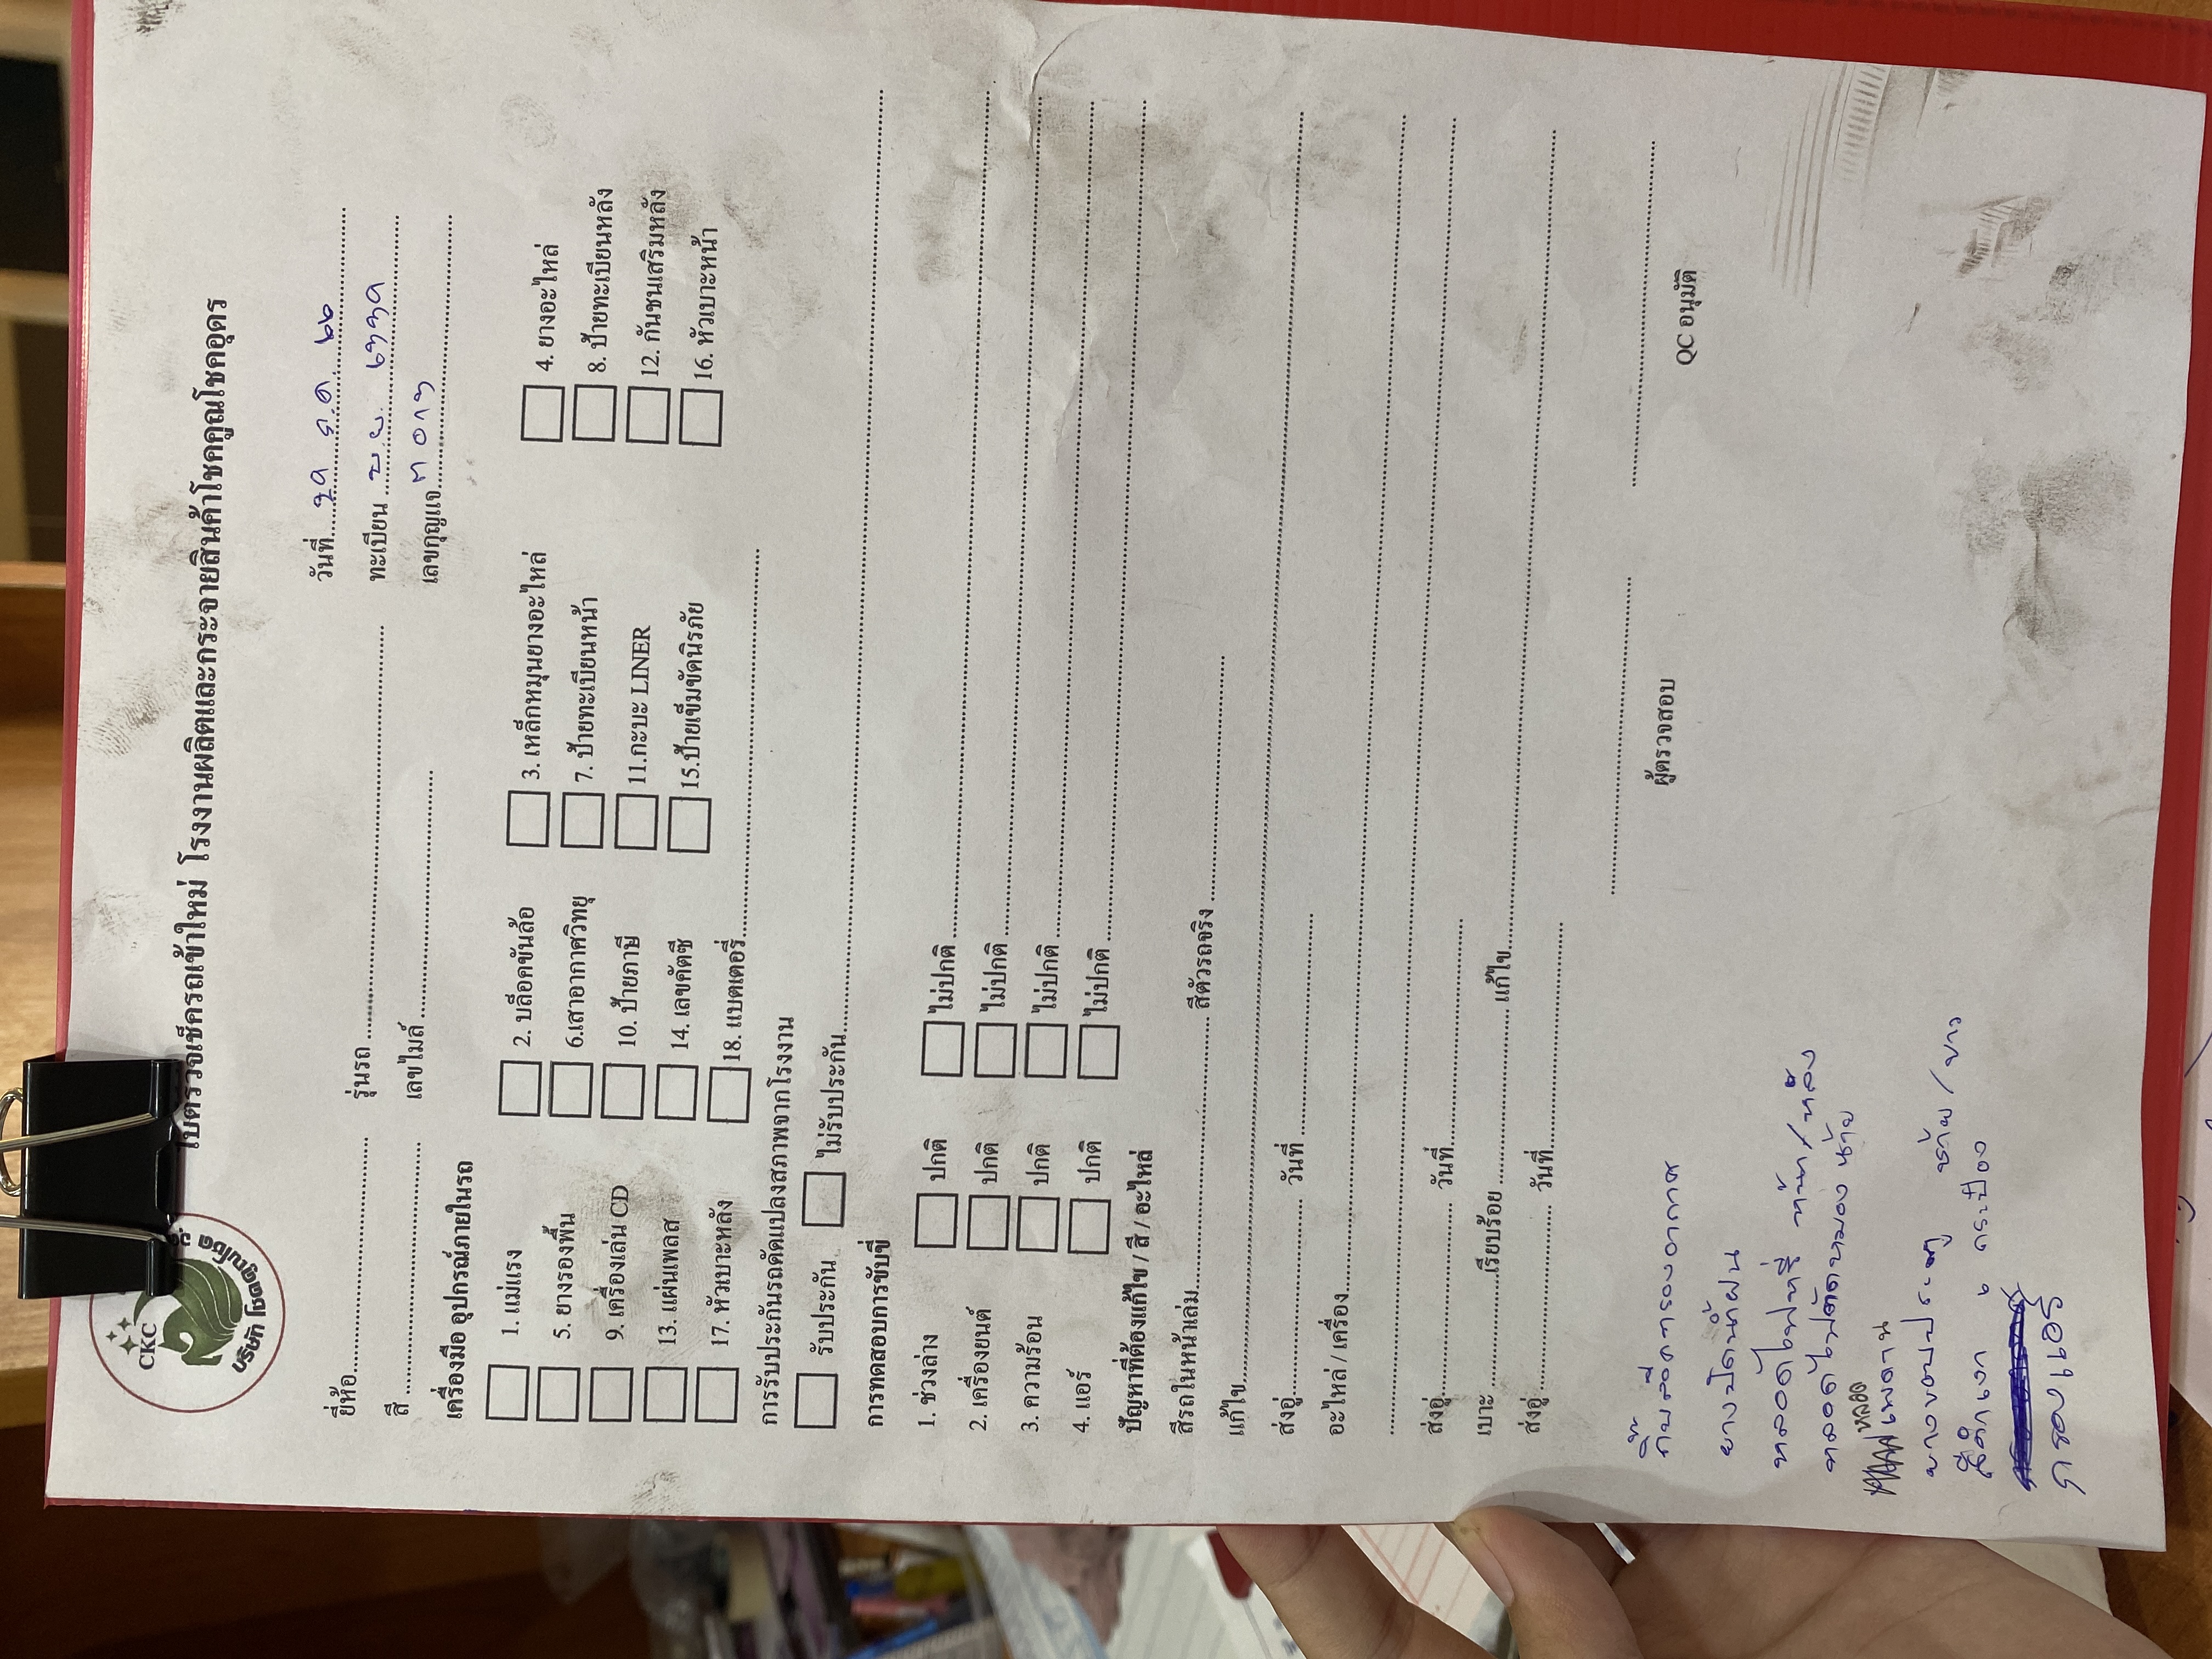 CKC
บริษัท โชคคูณโชค
ใบตรวจเช็ครถเข้าใหม่ โรงงานผลิตและกระจายสินค้าโชคคูณโชคอุดร
วันที่
ยี่ห้อ รุ่นรถ ทะเบียน
สี เลขไมล์ เลขกุญแจ
เครื่องมือ อุปกรณ์ภายในรถ
1. แม่แรง 2. บล็อคขันล้อ 3. เหล็กหมุนยางอะไหล่ 4. ยางอะไหล่
5. ยางรองพื้น 6.เสาอากาศวิทยุ 7. ป้ายทะเบียนหน้า 8. ป้ายทะเบียนหลัง
9. เครื่องเล่น CD 10. ป้ายภาษี 11.กะบะ LINER 12. กันชนเสริมหลัง
13. แผ่นเพลส 14. เลขคัตซี 15.ป้ายเข็มขัดนิรภัย 16. หัวเบาะหน้า
17. หัวเบาะหลัง 18. แบตเตอรี่
การรับประกันรถดัดแปลงสภาพจากโรงงาน
รับประกัน ไม่รับประกัน
การทดสอบการขับขี่
1. ช่วงล่าง ปกติ ไม่ปกติ
2. เครื่องยนต์ ปกติ ไม่ปกติ
3. ความร้อน ปกติ ไม่ปกติ
4. แอร์ ปกติ ไม่ปกติ
ปัญหาที่ต้องแก้ไข / สี / อะไหล่
สีรถในหน้าเล่ม สีตัวรถจริง
แก้ไข
ส่งอู่ วันที่
อะไหล่ / เครื่อง
ส่งอู่ วันที่
เบาะ เรียบร้อย แก้ไข
ส่งอู่ วันที่
ผู้ตรวจสอบ QC อนุมัติ
กิ๊บล๊อคกรองอากาศ
ยางปัดน้ำฝน
หลอดไฟหรี่ หน้า / หลัง
หลอดไฟตัดหมอง ซ้าย
หลอดเพดาน
ยางขอบประตู ซ้าย / ขวา
สีดำเงา ๖ กระป๋อง
กรองแอร์